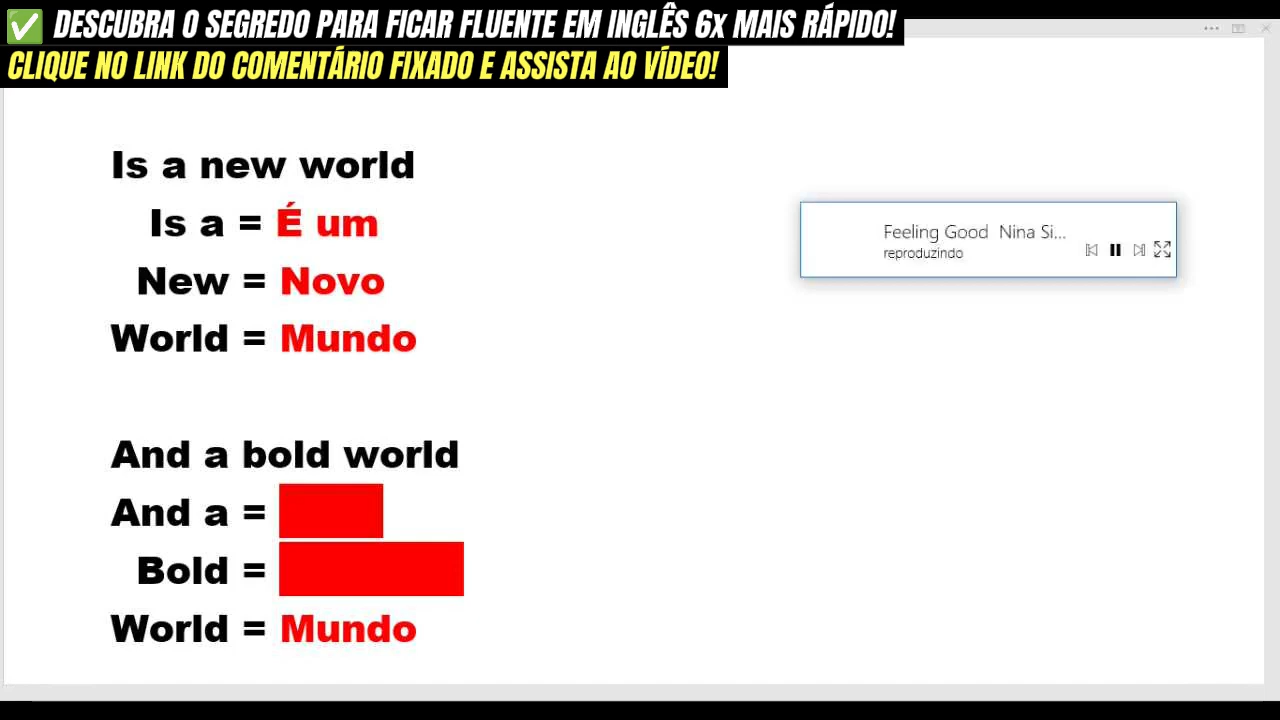 ✅ DESCUBRA O SEGREDO PARA FICAR FLUENTE EM INGLÊS 6x MAIS RÁPIDO!
CLIQUE NO LINK DO COMENTÁRIO FIXADO E ASSISTA AO VÍDEO!
Is a new world
Is a = É um
New = Novo
World = Mundo
Feeling Good Nina Si...
reproduzindo
And a bold world
And a =
Bold =
World = Mundo